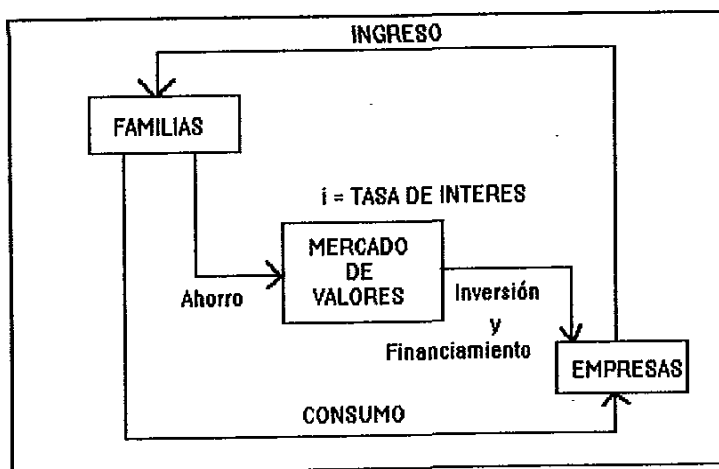 INGRESO
FAMILIAS
i = TASA DE INTERES
MERCADO
DE
VALORES
Ahorro
Inversión
y
Financiamiento
EMPRESAS
CONSUMO